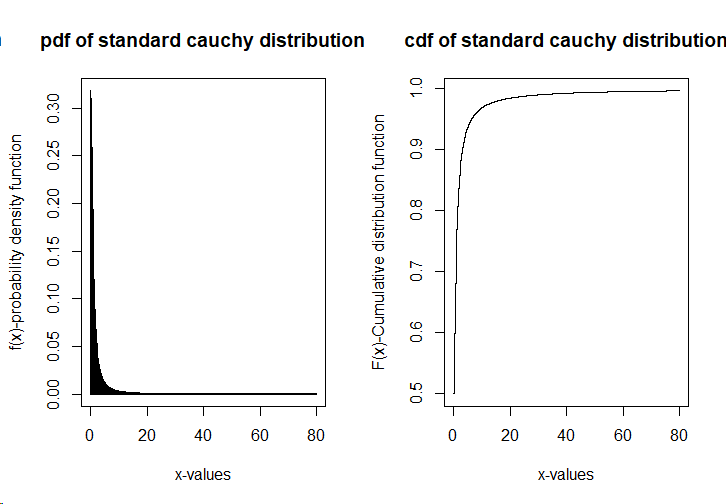 pdf of standard cauchy distribution
f(x)-probability density function
0.30
0.25
0.20
0.15
0.10
0.05
0.00
0 20 40 60 80
x-values
cdf of standard cauchy distribution
F(x)-Cumulative distribution function
1.0
0.9
0.8
0.7
0.6
0.5
0 20 40 60 80
x-values